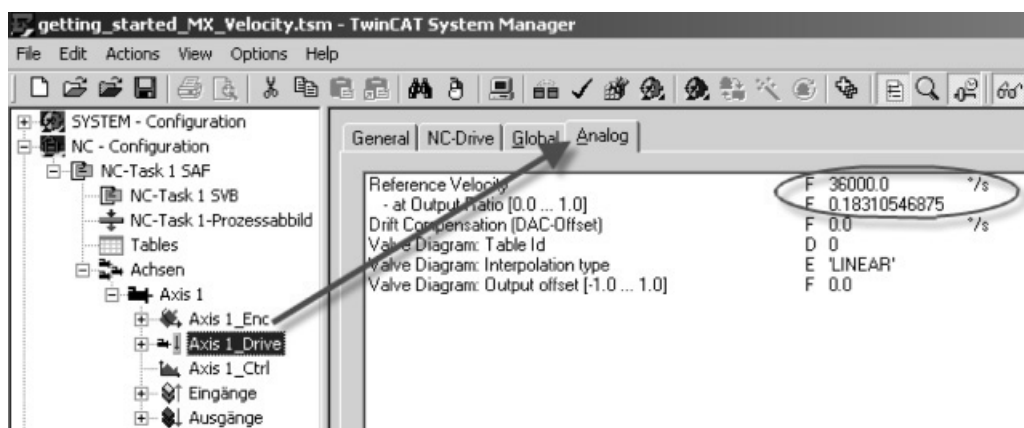 getting_started_MX_Velocity.tsm - TwinCAT System Manager
File Edit Actions View Options Help
SYSTEM - Configuration
NC - Configuration
NC-Task 1 SAF
NC-Task 1 SVB
NC-Task 1-Prozessabbild
Tables
Achsen
Axis 1
Axis 1_Enc
Axis 1_Drive
Axis 1_Ctrl
Eingänge
Ausgänge
General NC-Drive Global Analog
Reference Velocity F 36000.0 °/s
- at Output Ratio [0.0 ... 1.0] F 0.18310546875
Drift Compensation (DAC-Offset) F 0.0 °/s
Valve Diagram: Table Id D 0
Valve Diagram: Interpolation type E 'LINEAR'
Valve Diagram: Output offset [-1.0 ... 1.0] F 0.0